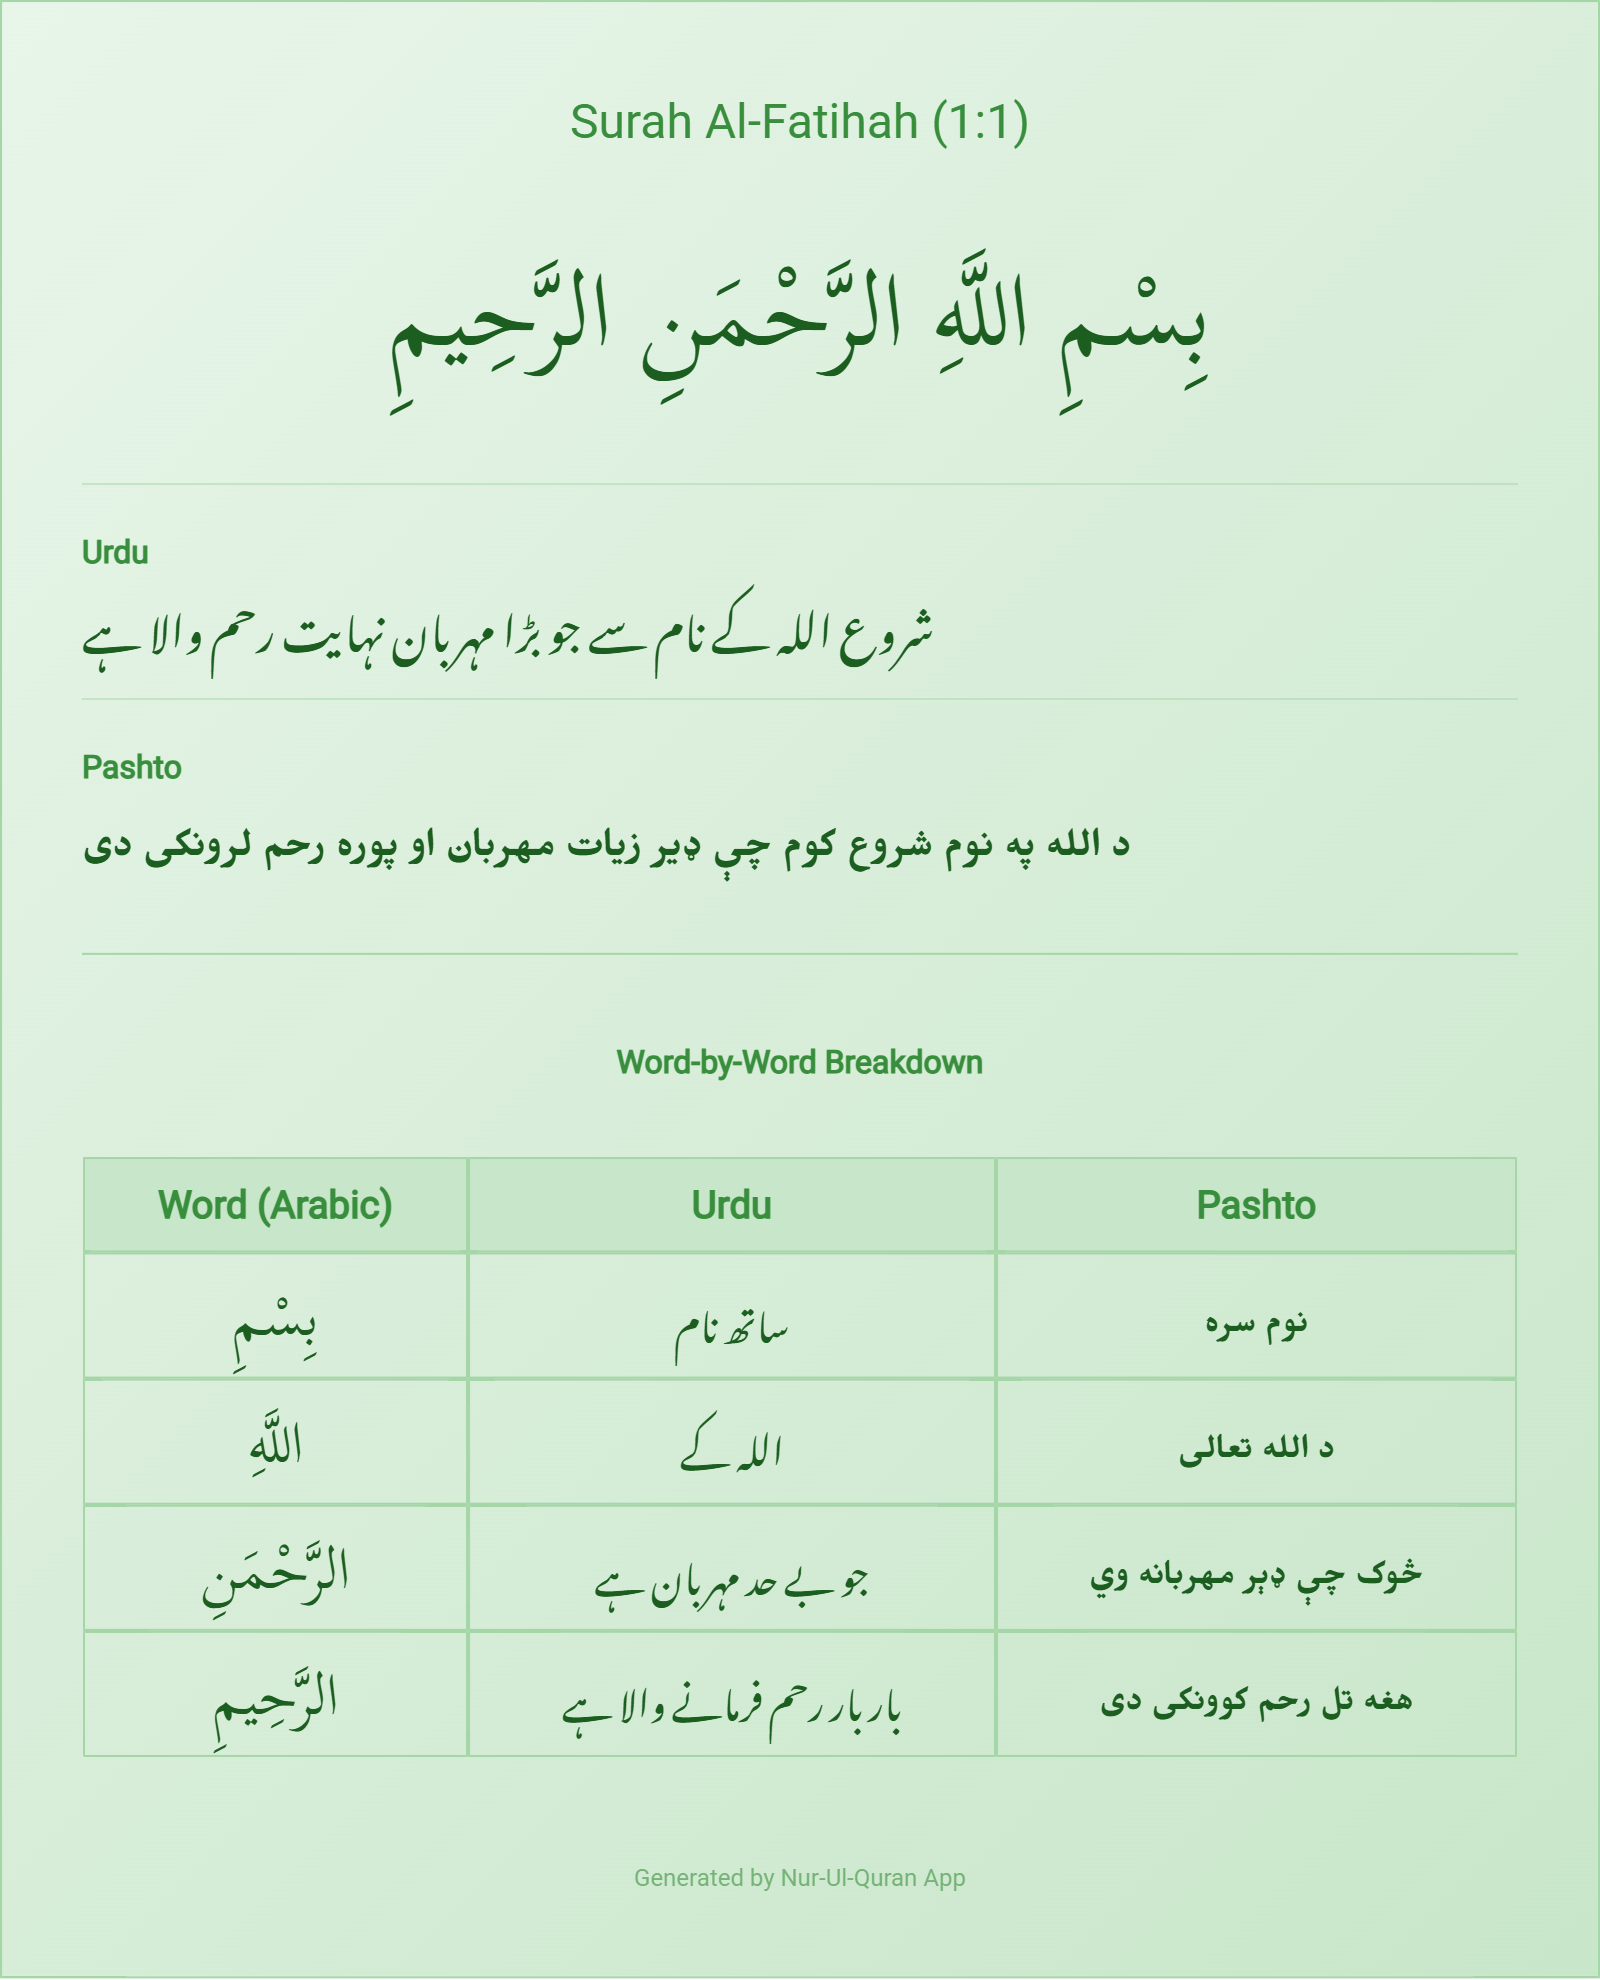 Surah Al-Fatihah (1:1)
بِسْمِ اللَّهِ الرَّحْمَنِ الرَّحِيمِ
Urdu
شروع اللہ کے نام سے جو بڑا مہربان نہایت رحم والا ہے
Pashto
د الله په نوم شروع کوم چې ډیر زیات مهربان او پوره رحم لرونکی دی
Word-by-Word Breakdown
Word (Arabic) Urdu Pashto
بِسْمِ ساتھ نام نوم سره
اللَّهِ اللہ کے د الله تعالی
الرَّحْمَنِ جو بے حد مہربان ہے څوک چې ډېر مهربانه وي
الرَّحِيمِ بار بار رحم فرمانے والا ہے هغه تل رحم کوونکی دی
Generated by Nur-Ul-Quran App